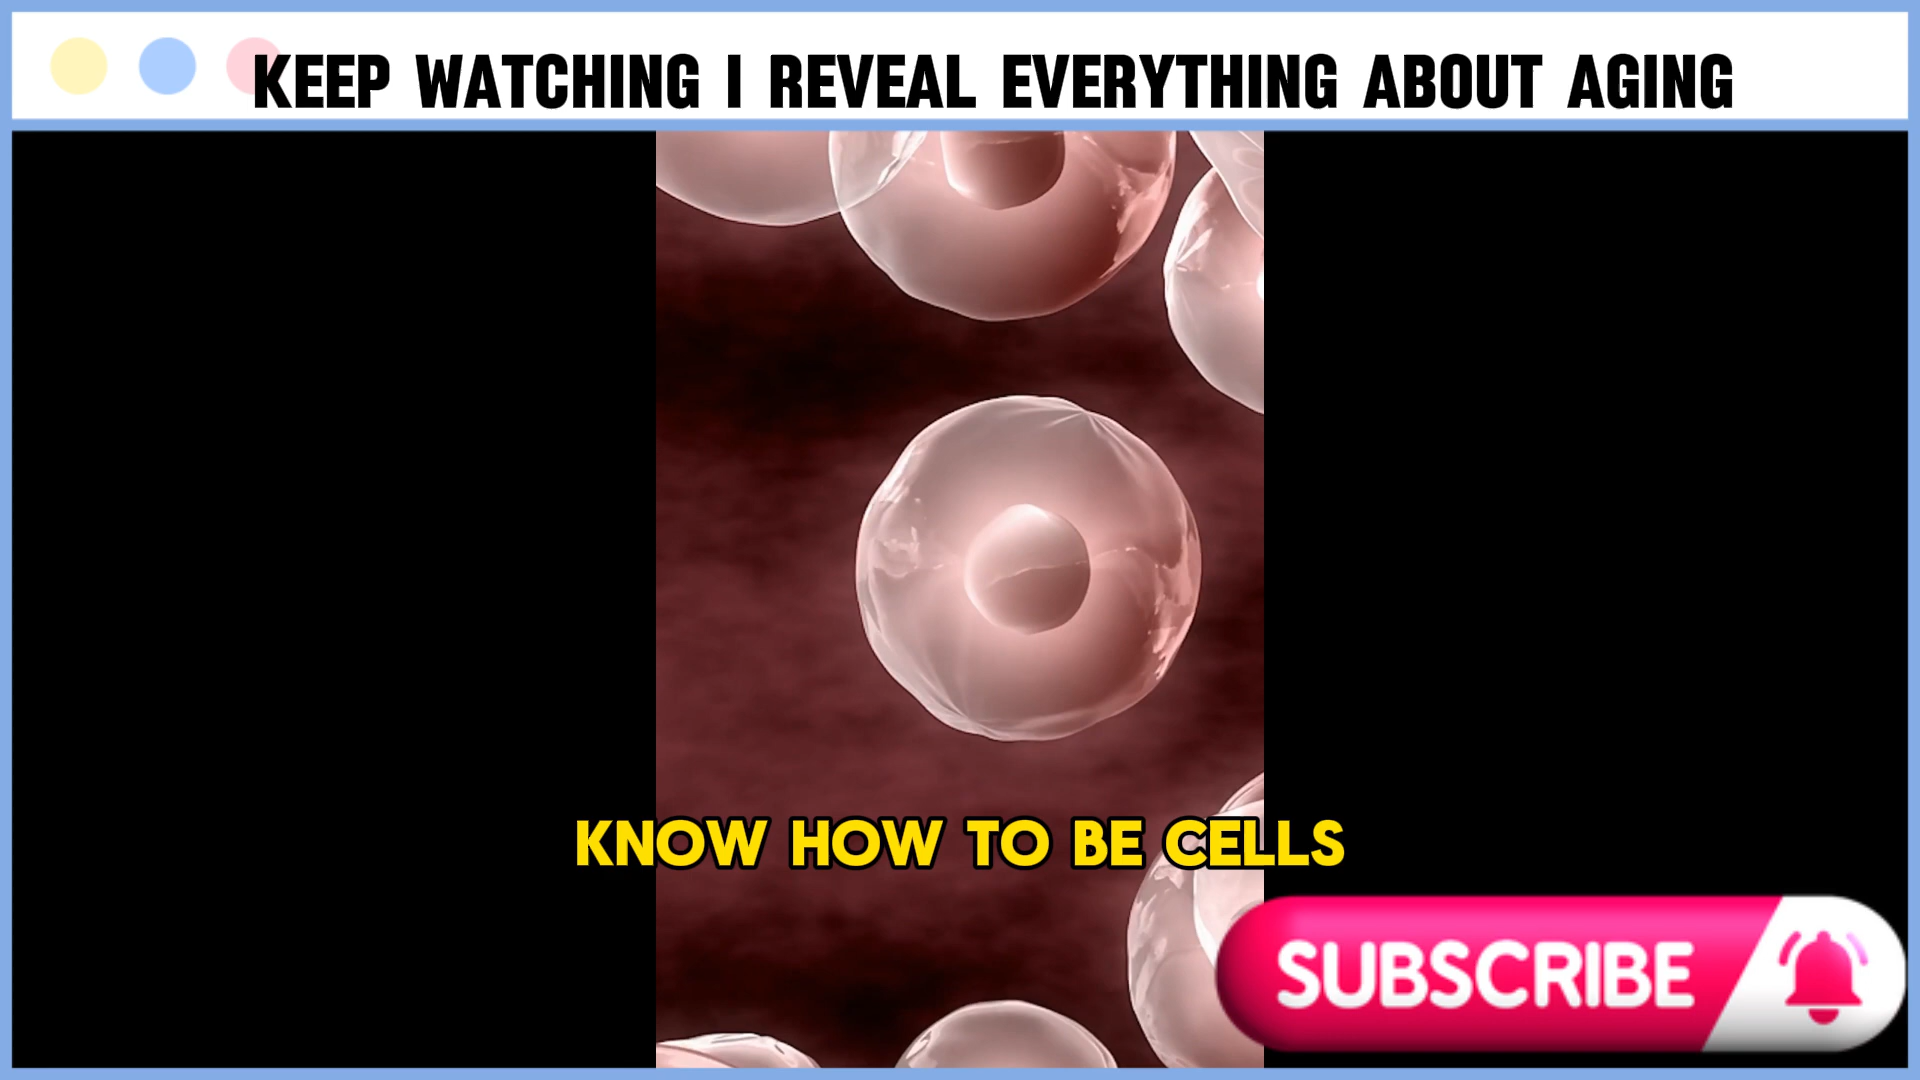 KEEP WATCHING I REVEAL EVERYTHING ABOUT AGING
KNOW HOW TO BE CELLS
SUBSCRIBE